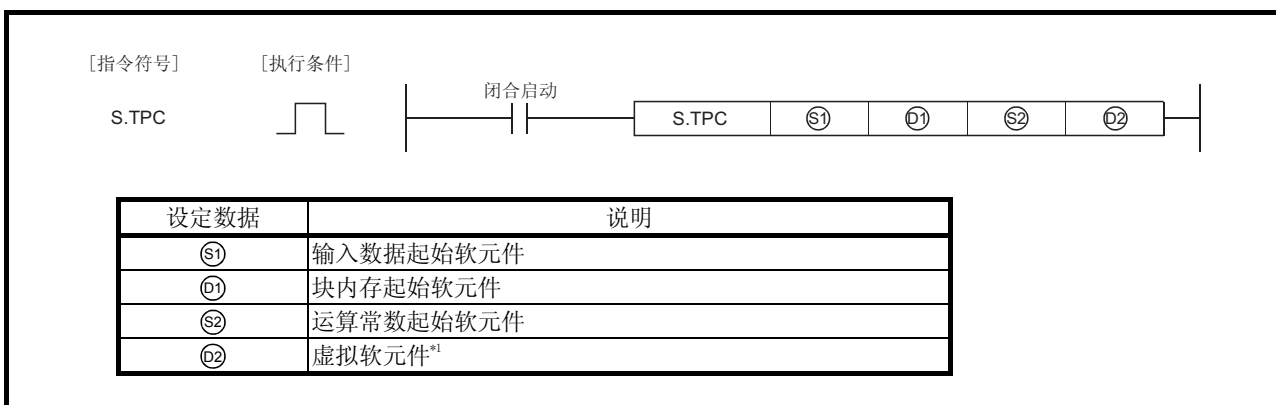 [指令符号] [执行条件]
闭合启动
S.TPC S.TPC S1 D1 S2 D2
设定数据 说明
S1 输入数据起始软元件
D1 块内存起始软元件
S2 运算常数起始软元件
D2 虚拟软元件*1